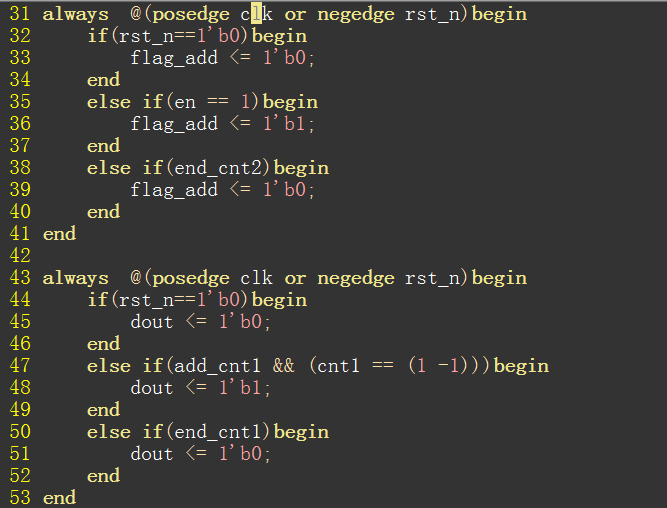 31 always  @(posedge clk or negedge rst_n)begin
32     if(rst_n==1'b0)begin
33         flag_add <= 1'b0;
34     end
35     else if(en == 1)begin
36         flag_add <= 1'b1;
37     end
38     else if(end_cnt2)begin
39         flag_add <= 1'b0;
40     end
41 end
42
43 always  @(posedge clk or negedge rst_n)begin
44     if(rst_n==1'b0)begin
45         dout <= 1'b0;
46     end
47     else if(add_cnt1 && (cnt1 == (1 -1)))begin
48         dout <= 1'b1;
49     end
50     else if(end_cnt1)begin
51         dout <= 1'b0;
52     end
53 end